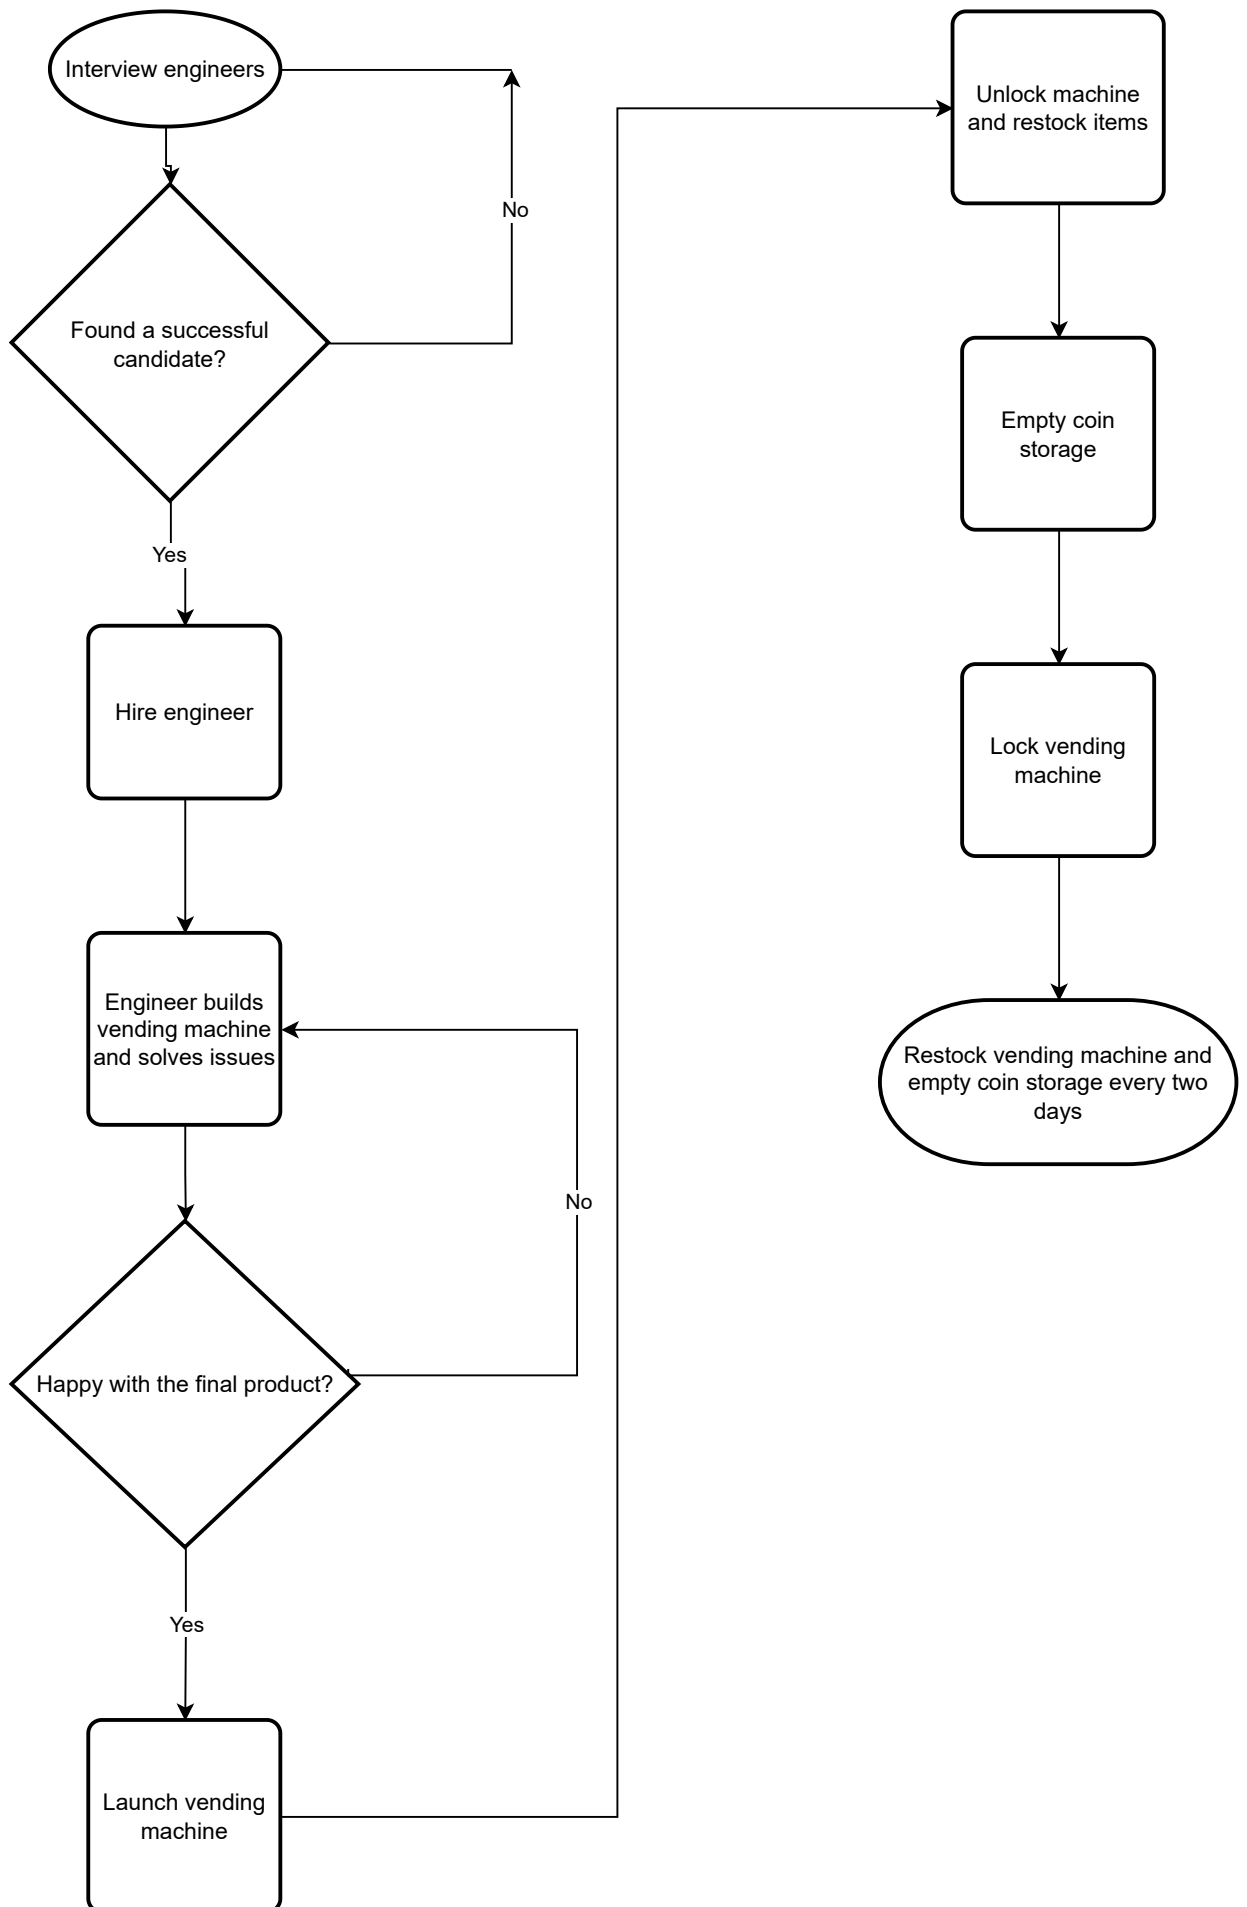 Interview engineers
No
Found a successful
candidate?
Yes
Hire engineer
Engineer builds
vending machine
and solves issues
No
Happy with the final product?
Yes
Launch vending
machine
Unlock machine
and restock items
Empty coin
storage
Lock vending
machine
Restock vending machine and
empty coin storage every two
days